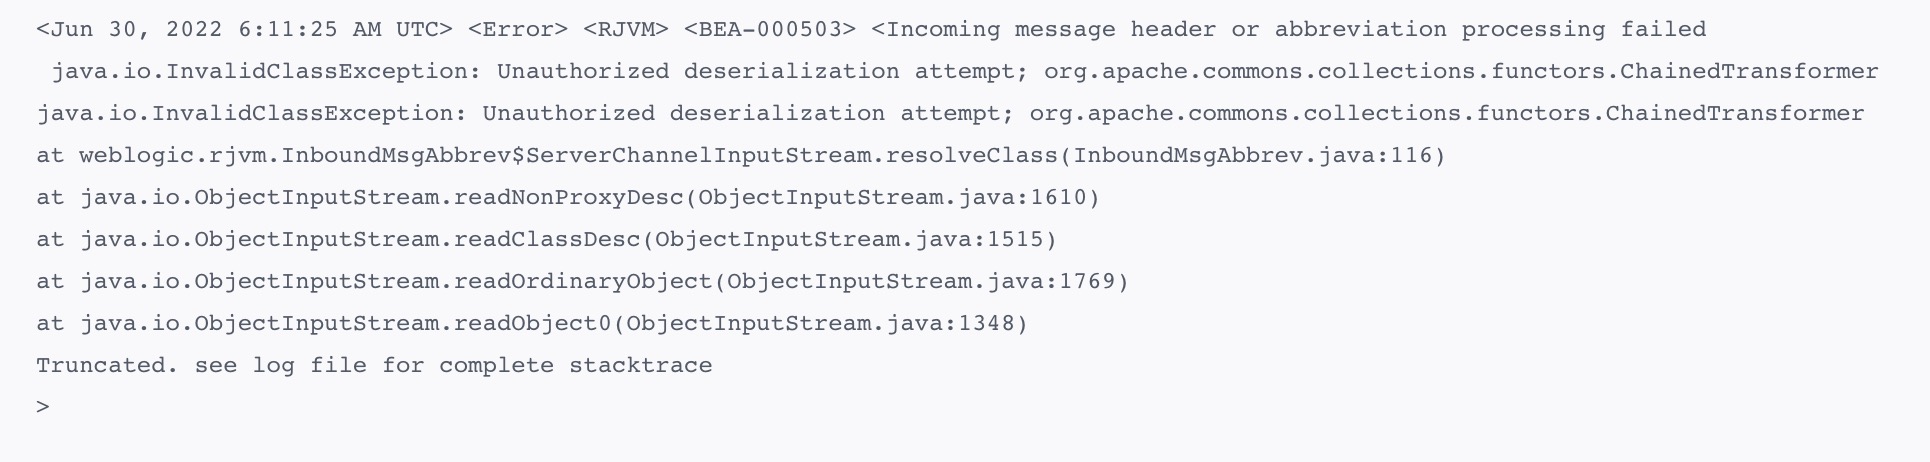 <Jun 30, 2022 6:11:25 AM UTC> <Error> <RJVM> <BEA-000503> <Incoming message header or abbreviation processing failed
java.io.InvalidClassException: Unauthorized deserialization attempt; org.apache.commons.collections.functors.ChainedTransformer
java.io.InvalidClassException: Unauthorized deserialization attempt; org.apache.commons.collections.functors.ChainedTransformer
at weblogic.rjvm.InboundMsgAbbrev$ServerChannelInputStream.resolveClass(InboundMsgAbbrev.java:116)
at java.io.ObjectInputStream.readNonProxyDesc(ObjectInputStream.java:1610)
at java.io.ObjectInputStream.readClassDesc(ObjectInputStream.java:1515)
at java.io.ObjectInputStream.readOrdinaryObject(ObjectInputStream.java:1769)
at java.io.ObjectInputStream.readObject0(ObjectInputStream.java:1348)
Truncated. see log file for complete stacktrace
>